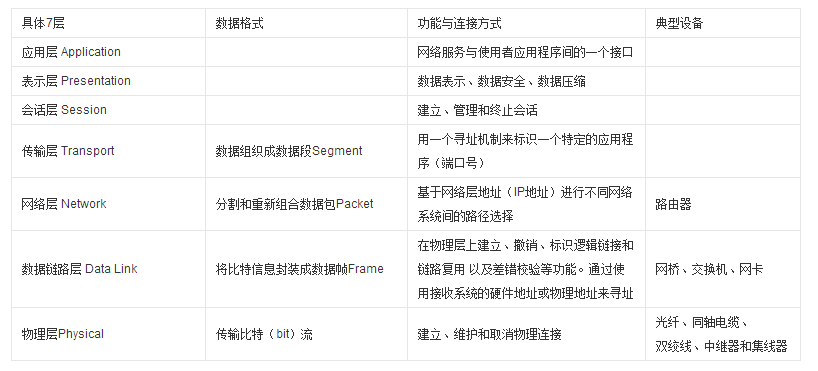 具体7层 数据格式 功能与连接方式 典型设备
应用层 Application 网络服务与使用者应用程序间的一个接口
表示层 Presentation 数据表示、数据安全、数据压缩
会话层 Session 建立、管理和终止会话
传输层 Transport 数据组织成数据段Segment 用一个寻址机制来标识一个特定的应用程
序（端口号）
网络层 Network 分割和重新组合数据包Packet 基于网络层地址（IP地址）进行不同网络
系统间的路径选择 路由器
数据链路层 Data Link 将比特信息封装成数据帧Frame 在物理层上建立、撤销、标识逻辑链接和
链路复用 以及差错校验等功能。通过使
用接收系统的硬件地址或物理地址来寻址 网桥、交换机、网卡
物理层Physical 传输比特（bit）流 建立、维护和取消物理连接 光纤、同轴电缆、
双绞线、中继器和集线器